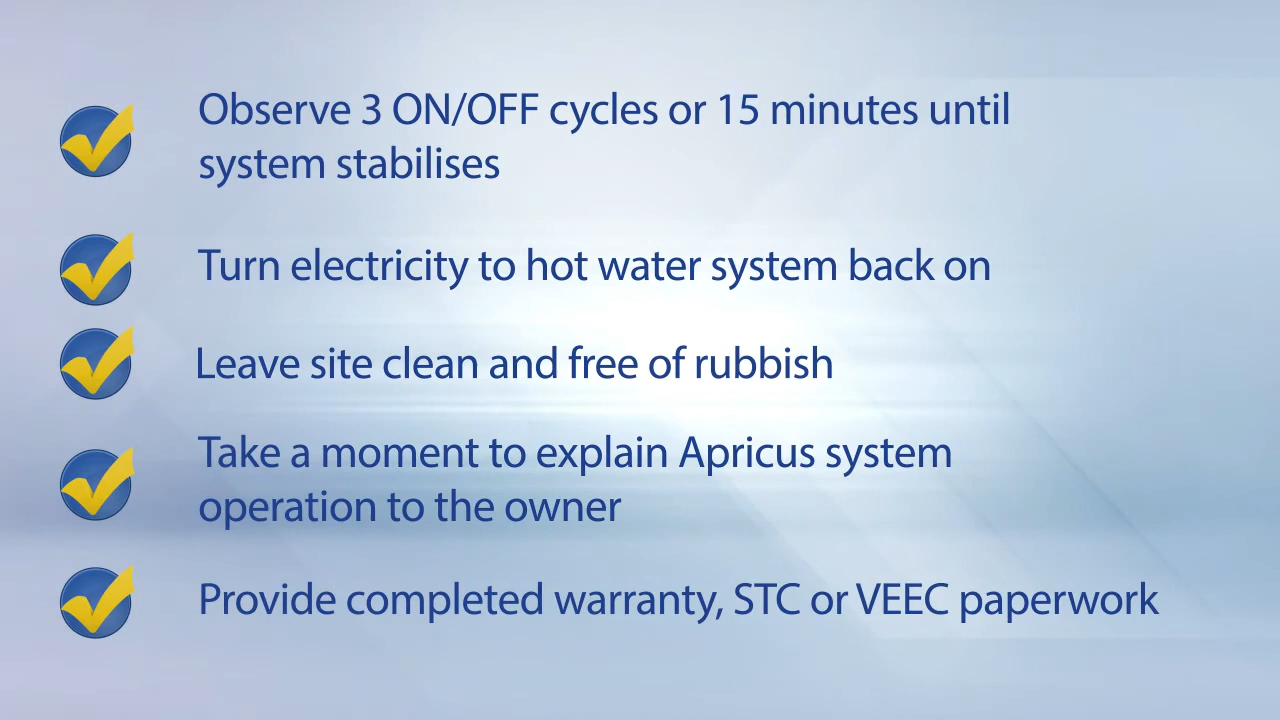 Observe 3 ON/OFF cycles or 15 minutes until
system stabilises
Turn electricity to hot water system back on
Leave site clean and free of rubbish
Take a moment to explain Apricus system
operation to the owner
Provide completed warranty, STC or VEEC paperwork